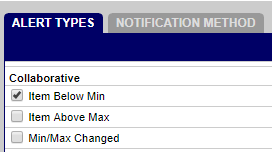 ALERT TYPES NOTIFICATION METHOD
Collaborative
Item Below Min
Item Above Max
Min/Max Changed